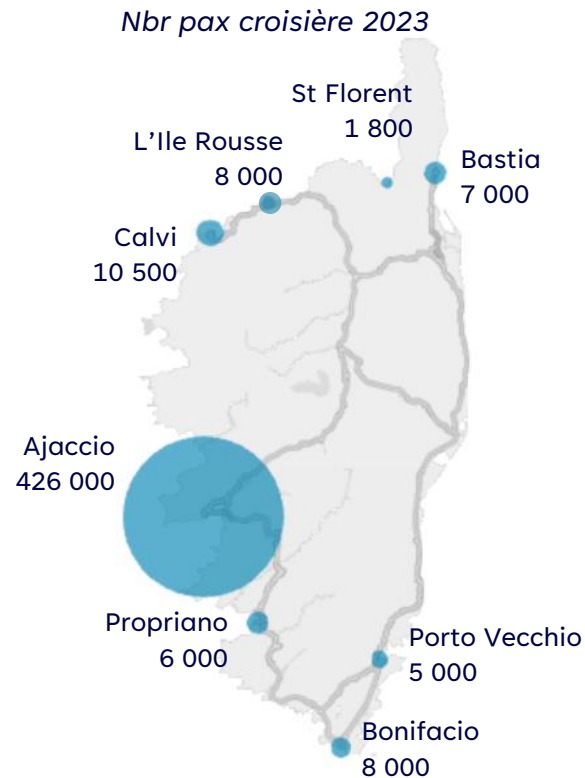 Nbr pax croisière 2023
St Florent
1 800
L'Ile Rousse
8 000
Bastia
7 000
Calvi
10 500
Ajaccio
426 000
Propriano
6 000
Porto Vecchio
5 000
Bonifacio
8 000